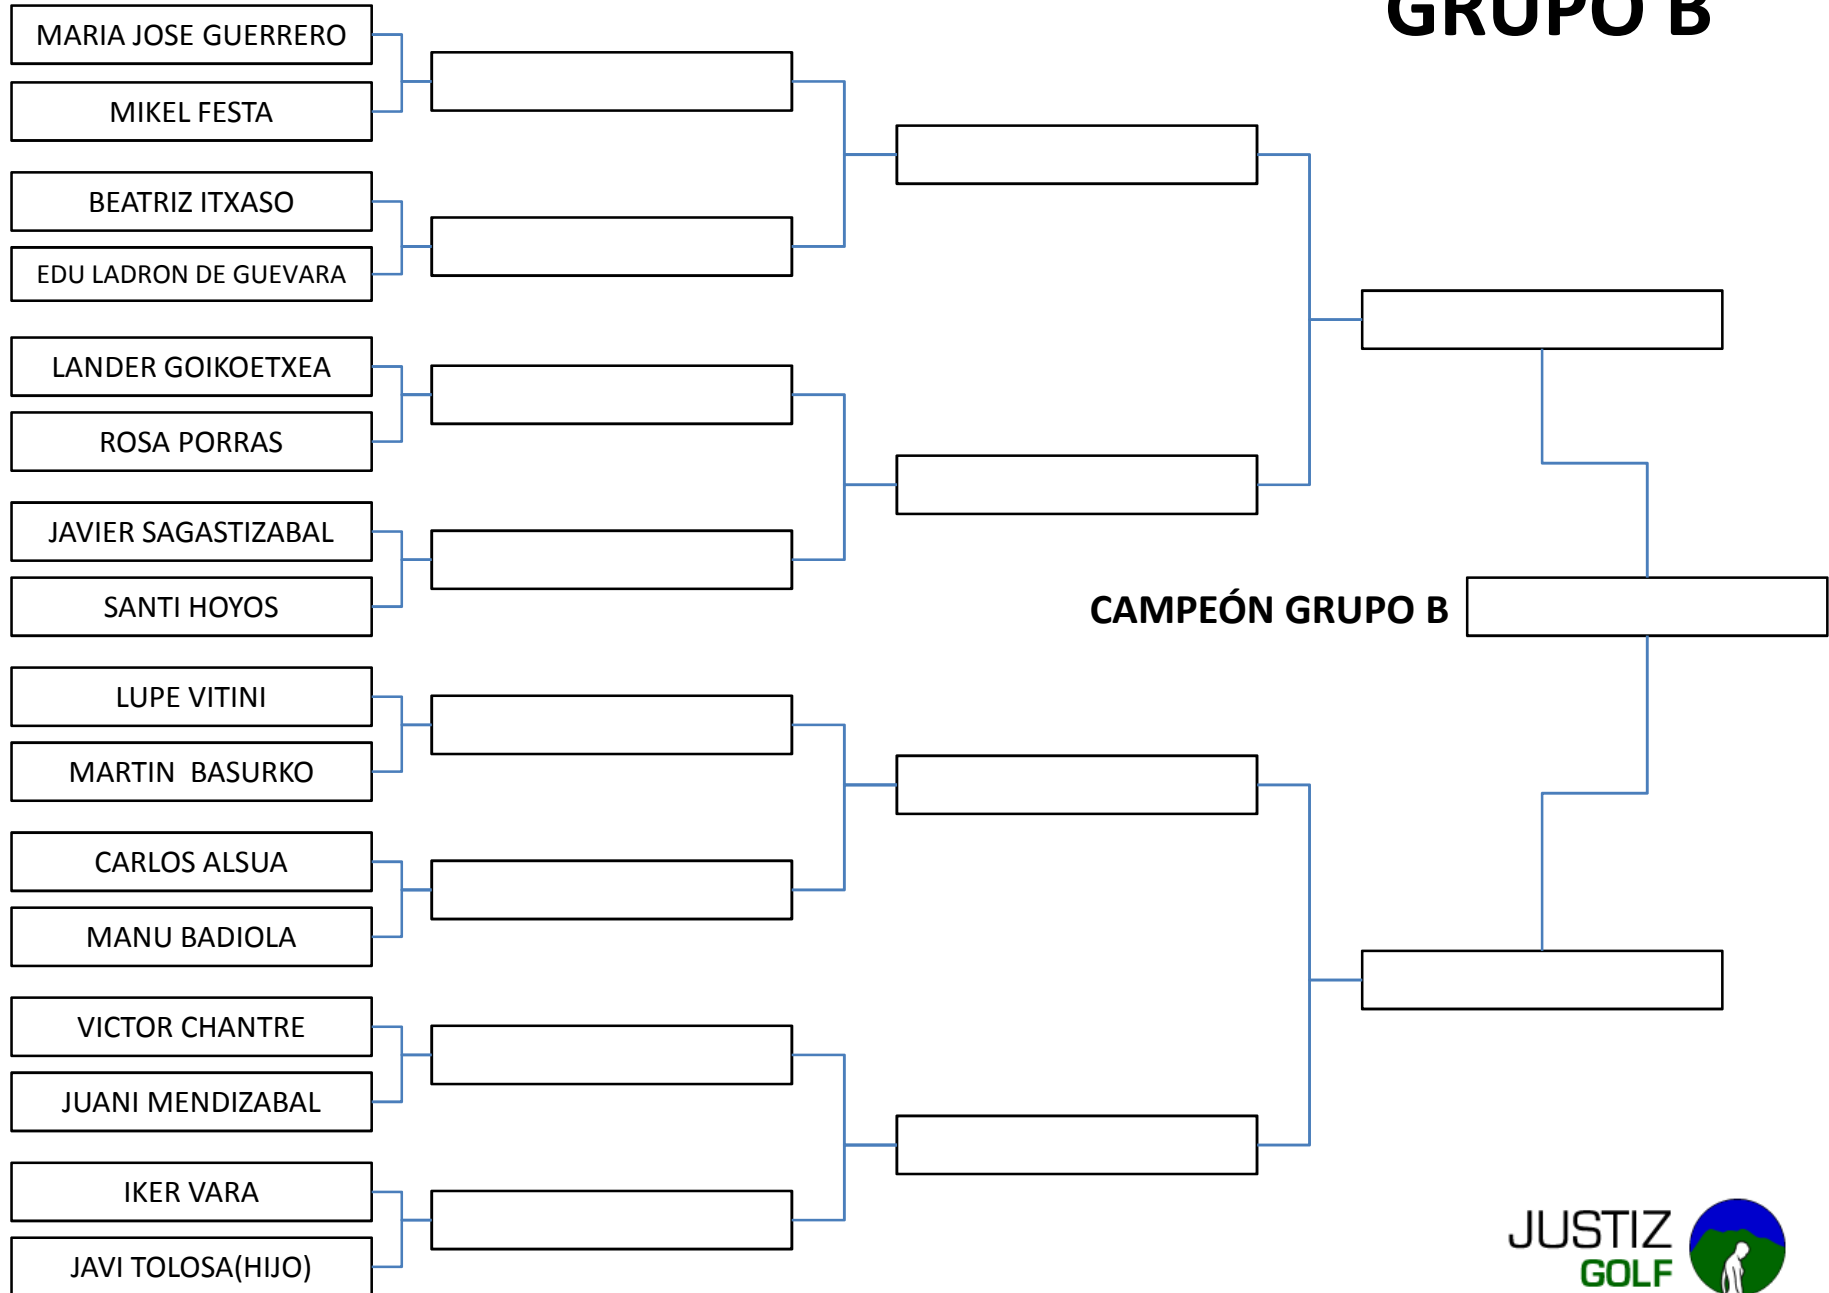 GRUPO B
MARIA JOSE GUERRERO
MIKEL FESTA
BEATRIZ ITXASO
EDU LADRON DE GUEVARA
LANDER GOIKOETXEA
ROSA PORRAS
JAVIER SAGASTIZABAL
SANTI HOYOS
CAMPEÓN GRUPO B
LUPE VITINI
MARTIN  BASURKO
CARLOS ALSUA
MANU BADIOLA
VICTOR CHANTRE
JUANI MENDIZABAL
IKER VARA
JAVI TOLOSA(HIJO)
JUSTIZ
GOLF